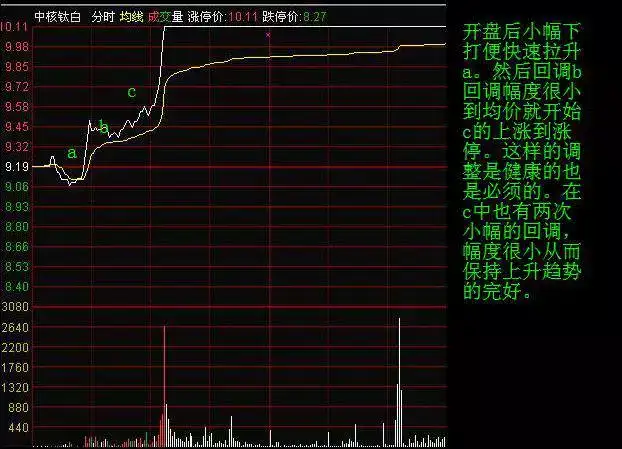 中核钛白 分时 均线 成交量 涨停价:10.11 跌停价:8.27
10.11
9.98
9.85
9.72
9.58
9.45
9.32
9.19
9.06
8.93
8.80
8.66
8.53
8.40
3080
2640
2200
1760
1320
880
440
a
b
c
开盘后小幅下
打便快速拉升
a。然后回调b
回调幅度很小
到均价就开始
c的上涨到涨
停。这样的调
整是健康的也
是必须的。在
c中也有两次
小幅的回调，
幅度很小从而
保持上升趋势
的完好。